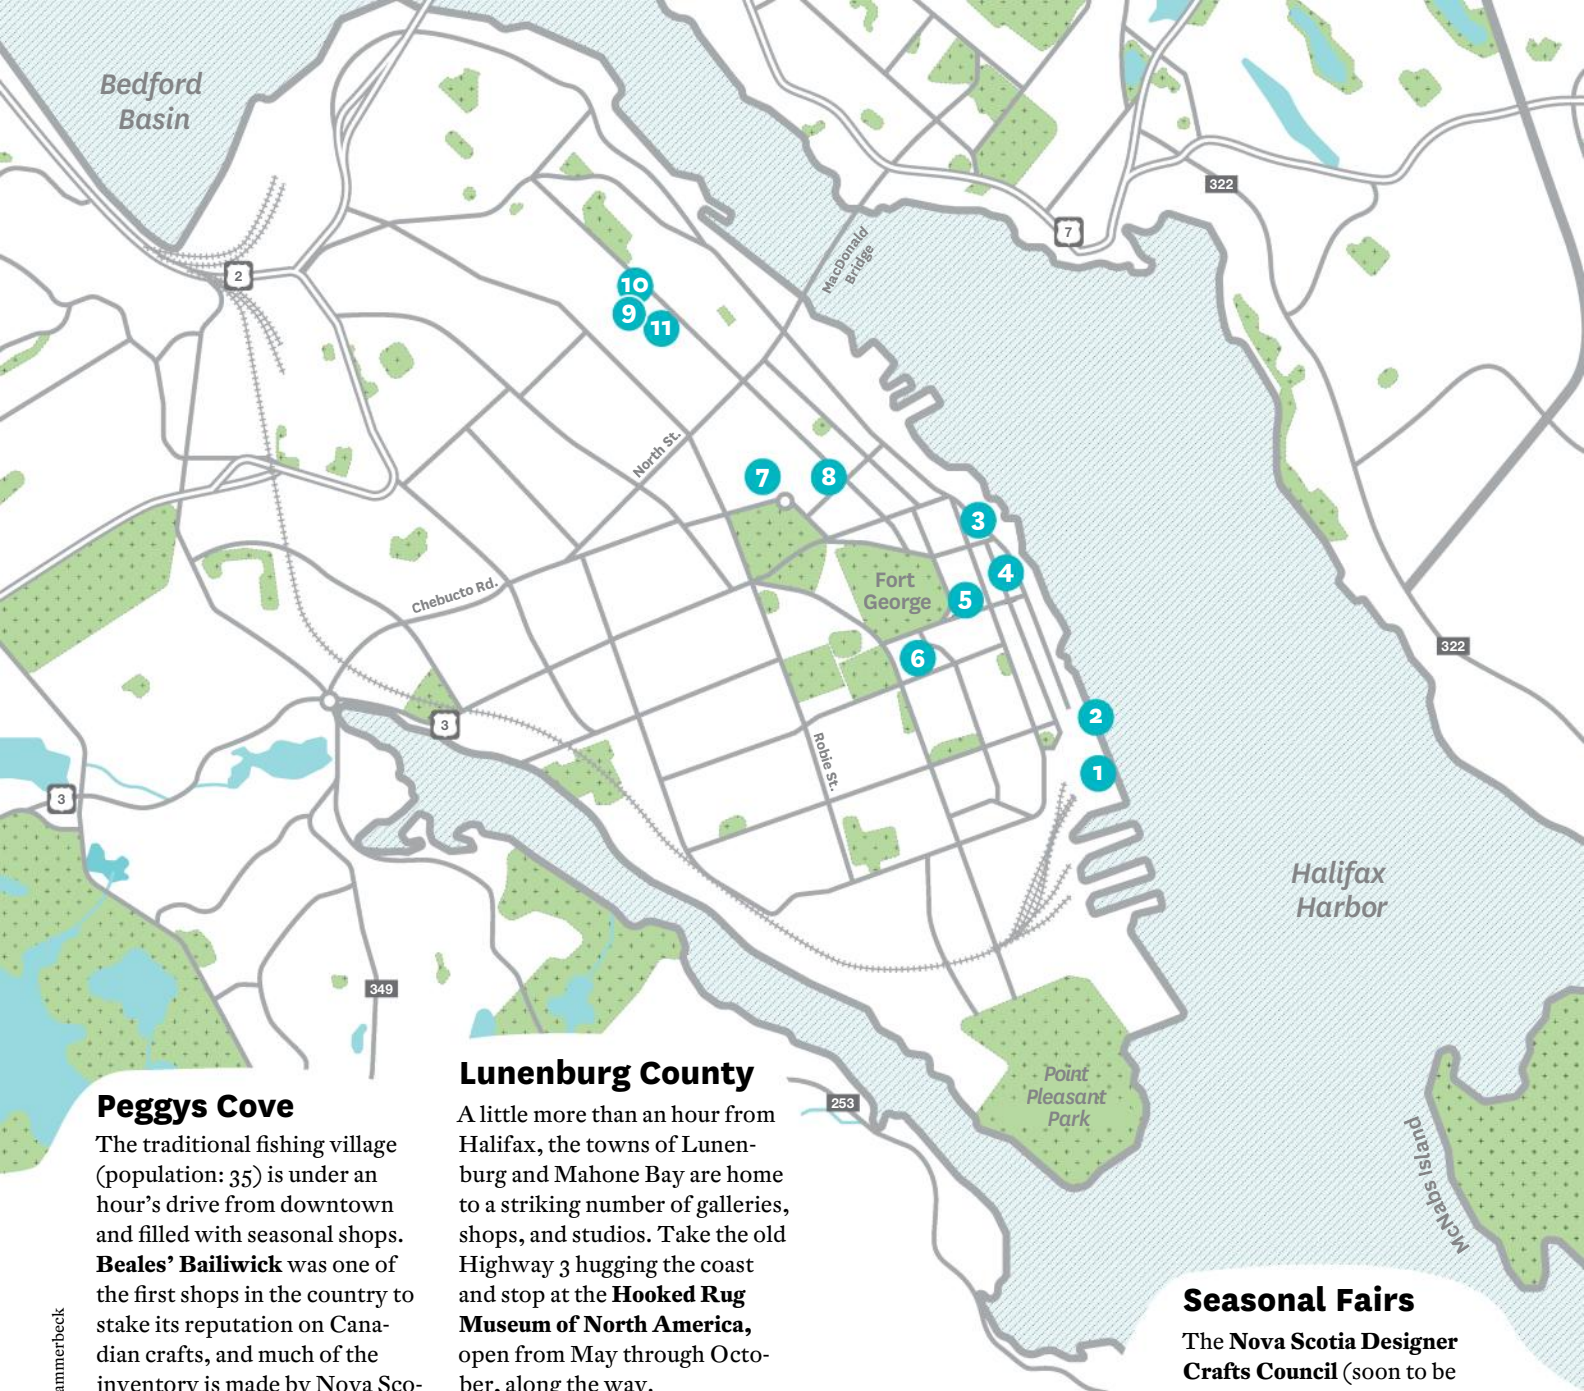 Bedford
Basin
2
10
9
11
MacDonald
Bridge
7
322
North St.
7
8
3
4
5
6
Fort
George
Chebucto Rd.
3
3
Robie St.
2
1
322
Halifax
Harbor
349
253
Point
Pleasant
Park
McNabs Island
Peggys Cove
The traditional fishing village
(population: 35) is under an
hour’s drive from downtown
and filled with seasonal shops.
Beales’ Bailiwick was one of
the first shops in the country to
stake its reputation on Cana-
dian crafts, and much of the
inventory is made by Nova Sco-
Lunenburg County
A little more than an hour from
Halifax, the towns of Lunen-
burg and Mahone Bay are home
to a striking number of galleries,
shops, and studios. Take the old
Highway 3 hugging the coast
and stop at the Hooked Rug
Museum of North America,
open from May through Octo-
ber, along the way.
Seasonal Fairs
The Nova Scotia Designer
Crafts Council (soon to be
ammerbeck